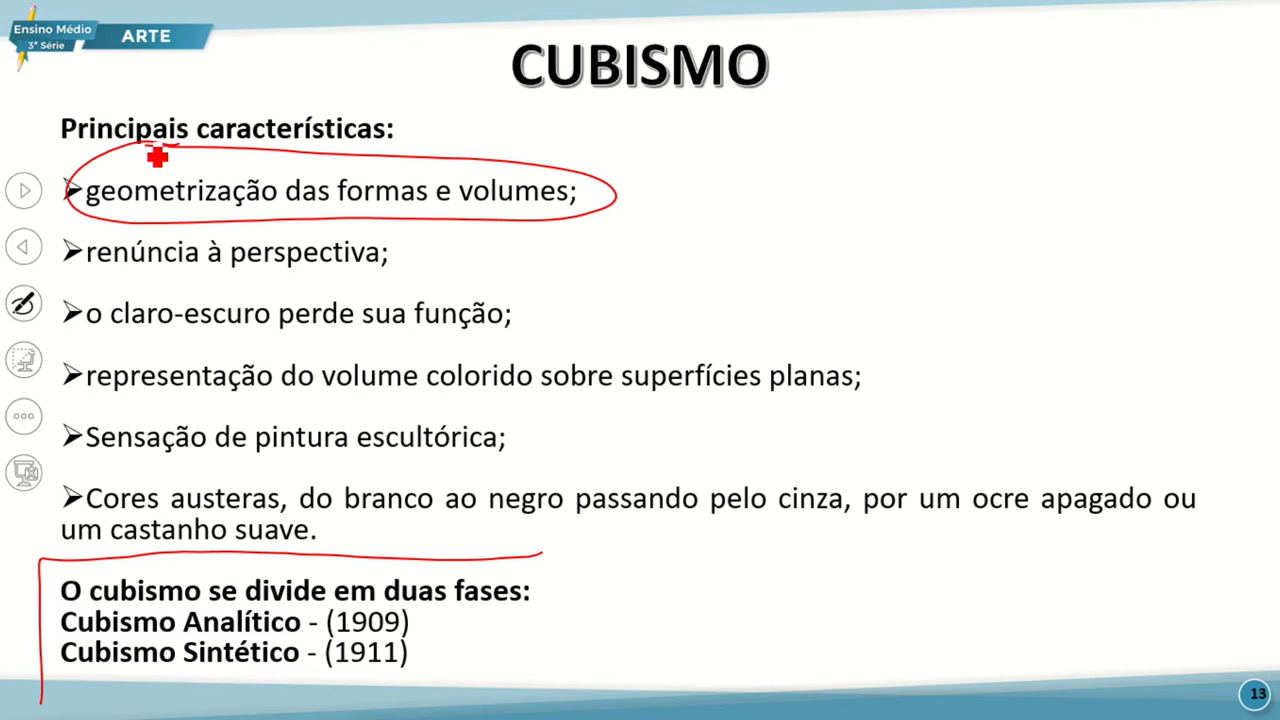 Ensino Médio
3ª Série
ARTE
CUBISMO
Principais características:
➢geometrização das formas e volumes;
➢renúncia à perspectiva;
➢o claro-escuro perde sua função;
➢representação do volume colorido sobre superfícies planas;
➢Sensação de pintura escultórica;
➢Cores austeras, do branco ao negro passando pelo cinza, por um ocre apagado ou
um castanho suave.
O cubismo se divide em duas fases:
Cubismo Analítico - (1909)
Cubismo Sintético - (1911)
13